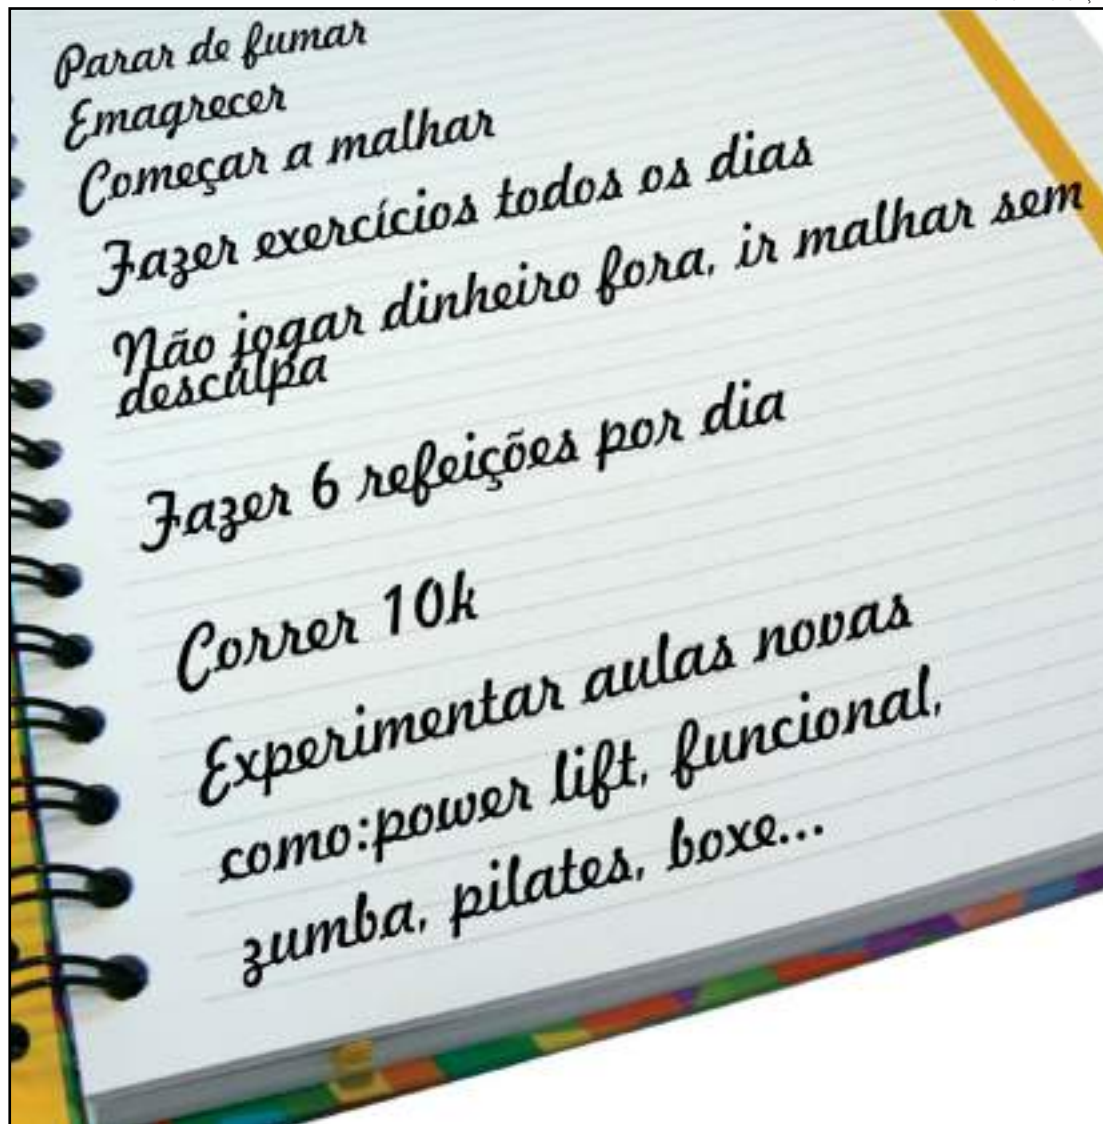 Parar de fumar
Emagrecer
Começar a malhar
Fazer exercícios todos os dias
Não jogar dinheiro fora, ir malhar sem
desculpa
Fazer 6 refeições por dia
Correr 10k
Experimentar aulas novas
como:power lift, funcional,
zumba, pilates, boxe...